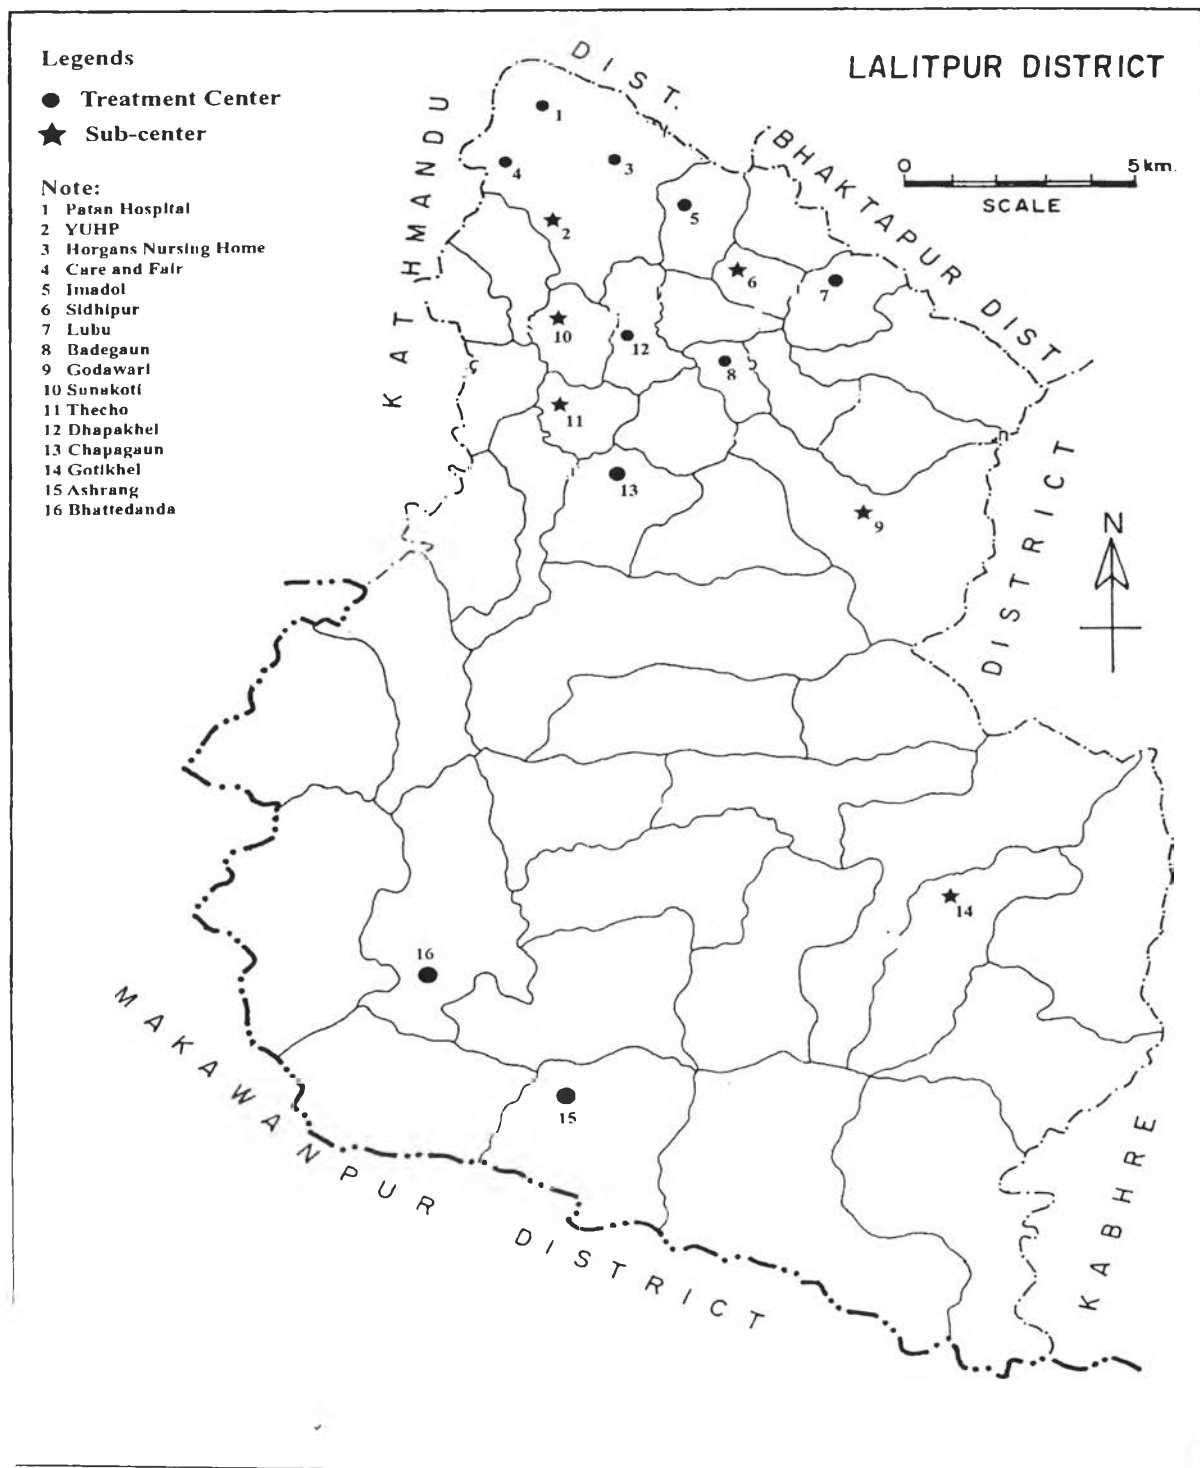 Legends
Treatment Center
Sub-center
Note:
1 Patan Hospital
2 YUHP
3 Horgans Nursing Home
4 Care and Fair
5 Imadol
6 Sidhipur
7 Lubu
8 Badegaun
9 Godawari
10 Sunakoti
11 Thecho
12 Dhapakhel
13 Chapagaun
14 Gotikhel
15 Ashrang
16 Bhattedanda
LALITPUR DISTRICT
0 5 km.
SCALE
KATHMANDU DIST.
BHAKTAPUR DIST
N
KABHRE DISTRICT
MAKAWANPUR DISTRICT
1
4
3
2
5
6
7
10
12
8
11
13
9
14
16
15